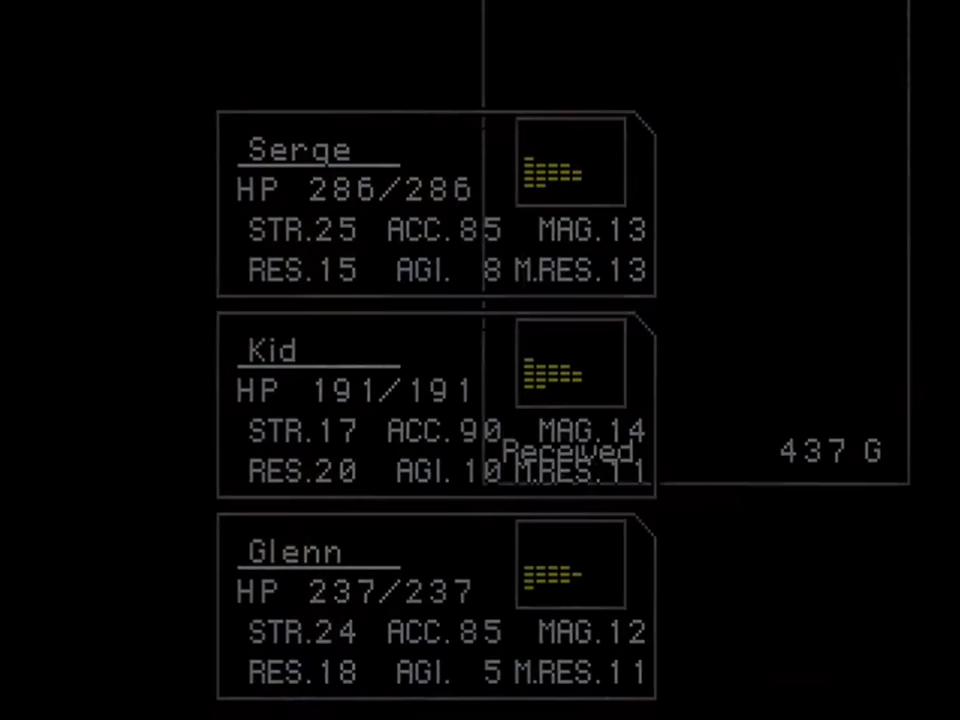 Serge
HP 286/286
STR.25 ACC.85 MAG.13
RES.15 AGI. 8 M.RES.13
Kid
HP 191/191
STR.17 ACC.90 MAG.14
Received 437 G
RES.20 AGI.10 M.RES.11
Glenn
HP 237/237
STR.24 ACC.85 MAG.12
RES.18 AGI. 5 M.RES.11